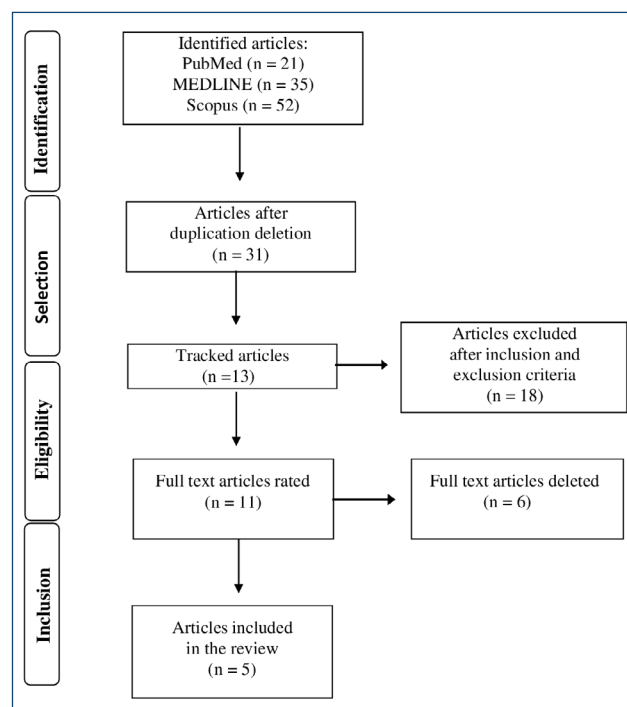 Identification
Identified articles:
PubMed (n = 21)
MEDLINE (n = 35)
Scopus (n = 52)
Selection
Articles after
duplication deletion
(n = 31)
Tracked articles
(n =13)
Articles excluded
after inclusion and
exclusion criteria
(n = 18)
Eligibility
Full text articles rated
(n = 11)
Full text articles deleted
(n = 6)
Inclusion
Articles included
in the review
(n = 5)